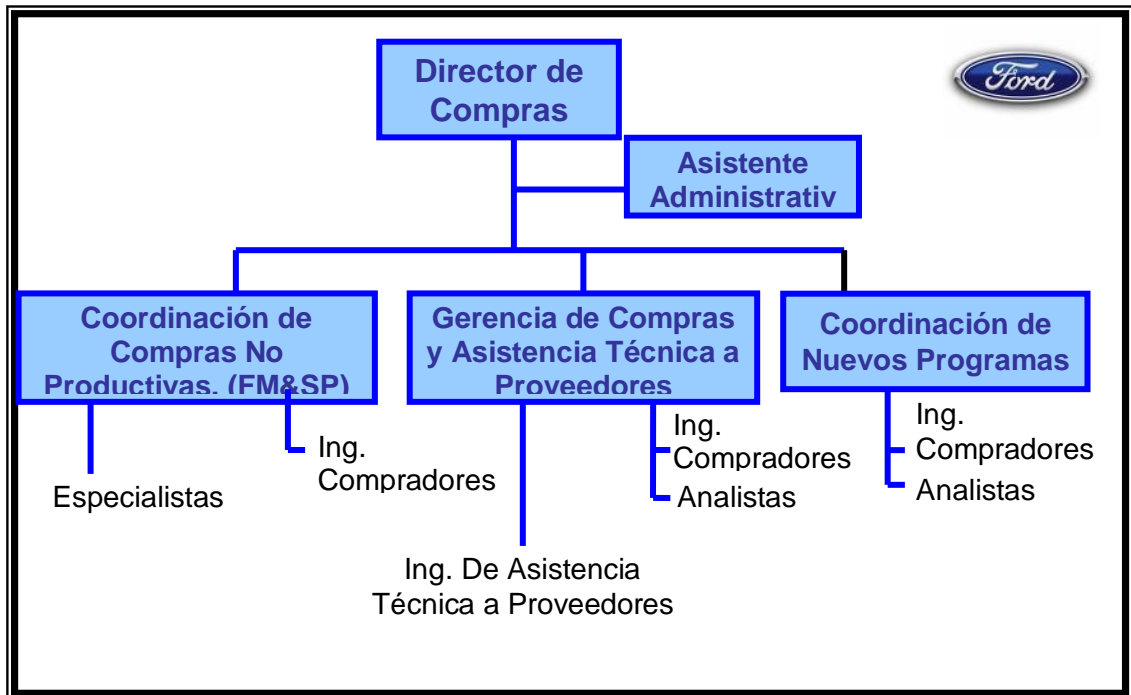 Director de
Compras
Ford
Asistente
Administrativ
Coordinación de
Compras No
Productivas. (FM&SP)
Gerencia de Compras
y Asistencia Técnica a
Proveedores
Coordinación de
Nuevos Programas
Especialistas
Ing.
Compradores
Ing.
Compradores
Analistas
Ing. De Asistencia
Técnica a Proveedores
Ing.
Compradores
Analistas